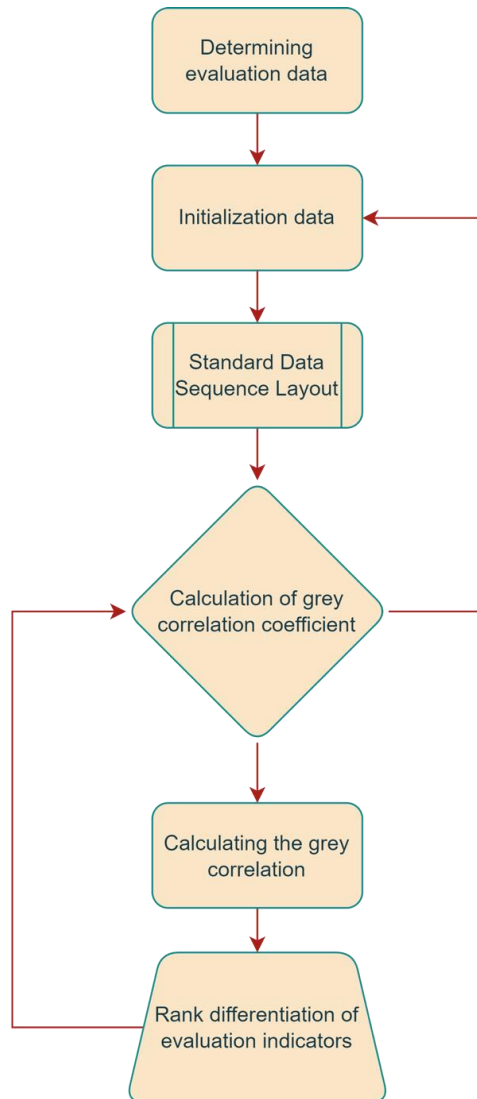 Determining
evaluation data
Initialization data
Standard Data
Sequence Layout
Calculation of grey
correlation coefficient
Calculating the grey
correlation
Rank differentiation of
evaluation indicators